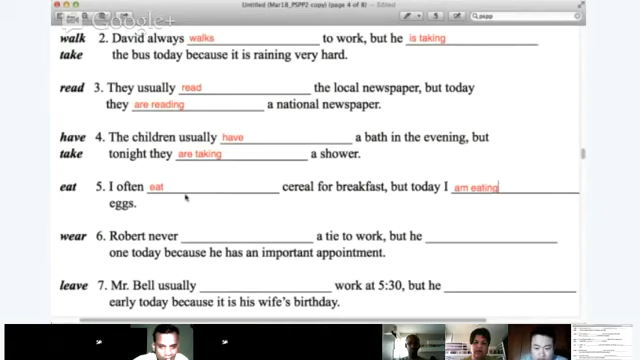 Untitled (Mar18_PSPP2 copy) (page 4 of 8)
Google+
pspp
walk 2. David always walks to work, but he is taking
take the bus today because it is raining very hard.
read 3. They usually read the local newspaper, but today
they are reading a national newspaper.
have 4. The children usually have a bath in the evening, but
take tonight they are taking a shower.
eat 5. I often eat cereal for breakfast, but today I am eating
eggs.
wear 6. Robert never a tie to work, but he
one today because he has an important appointment.
leave 7. Mr. Bell usually work at 5:30, but he
early today because it is his wife's birthday.